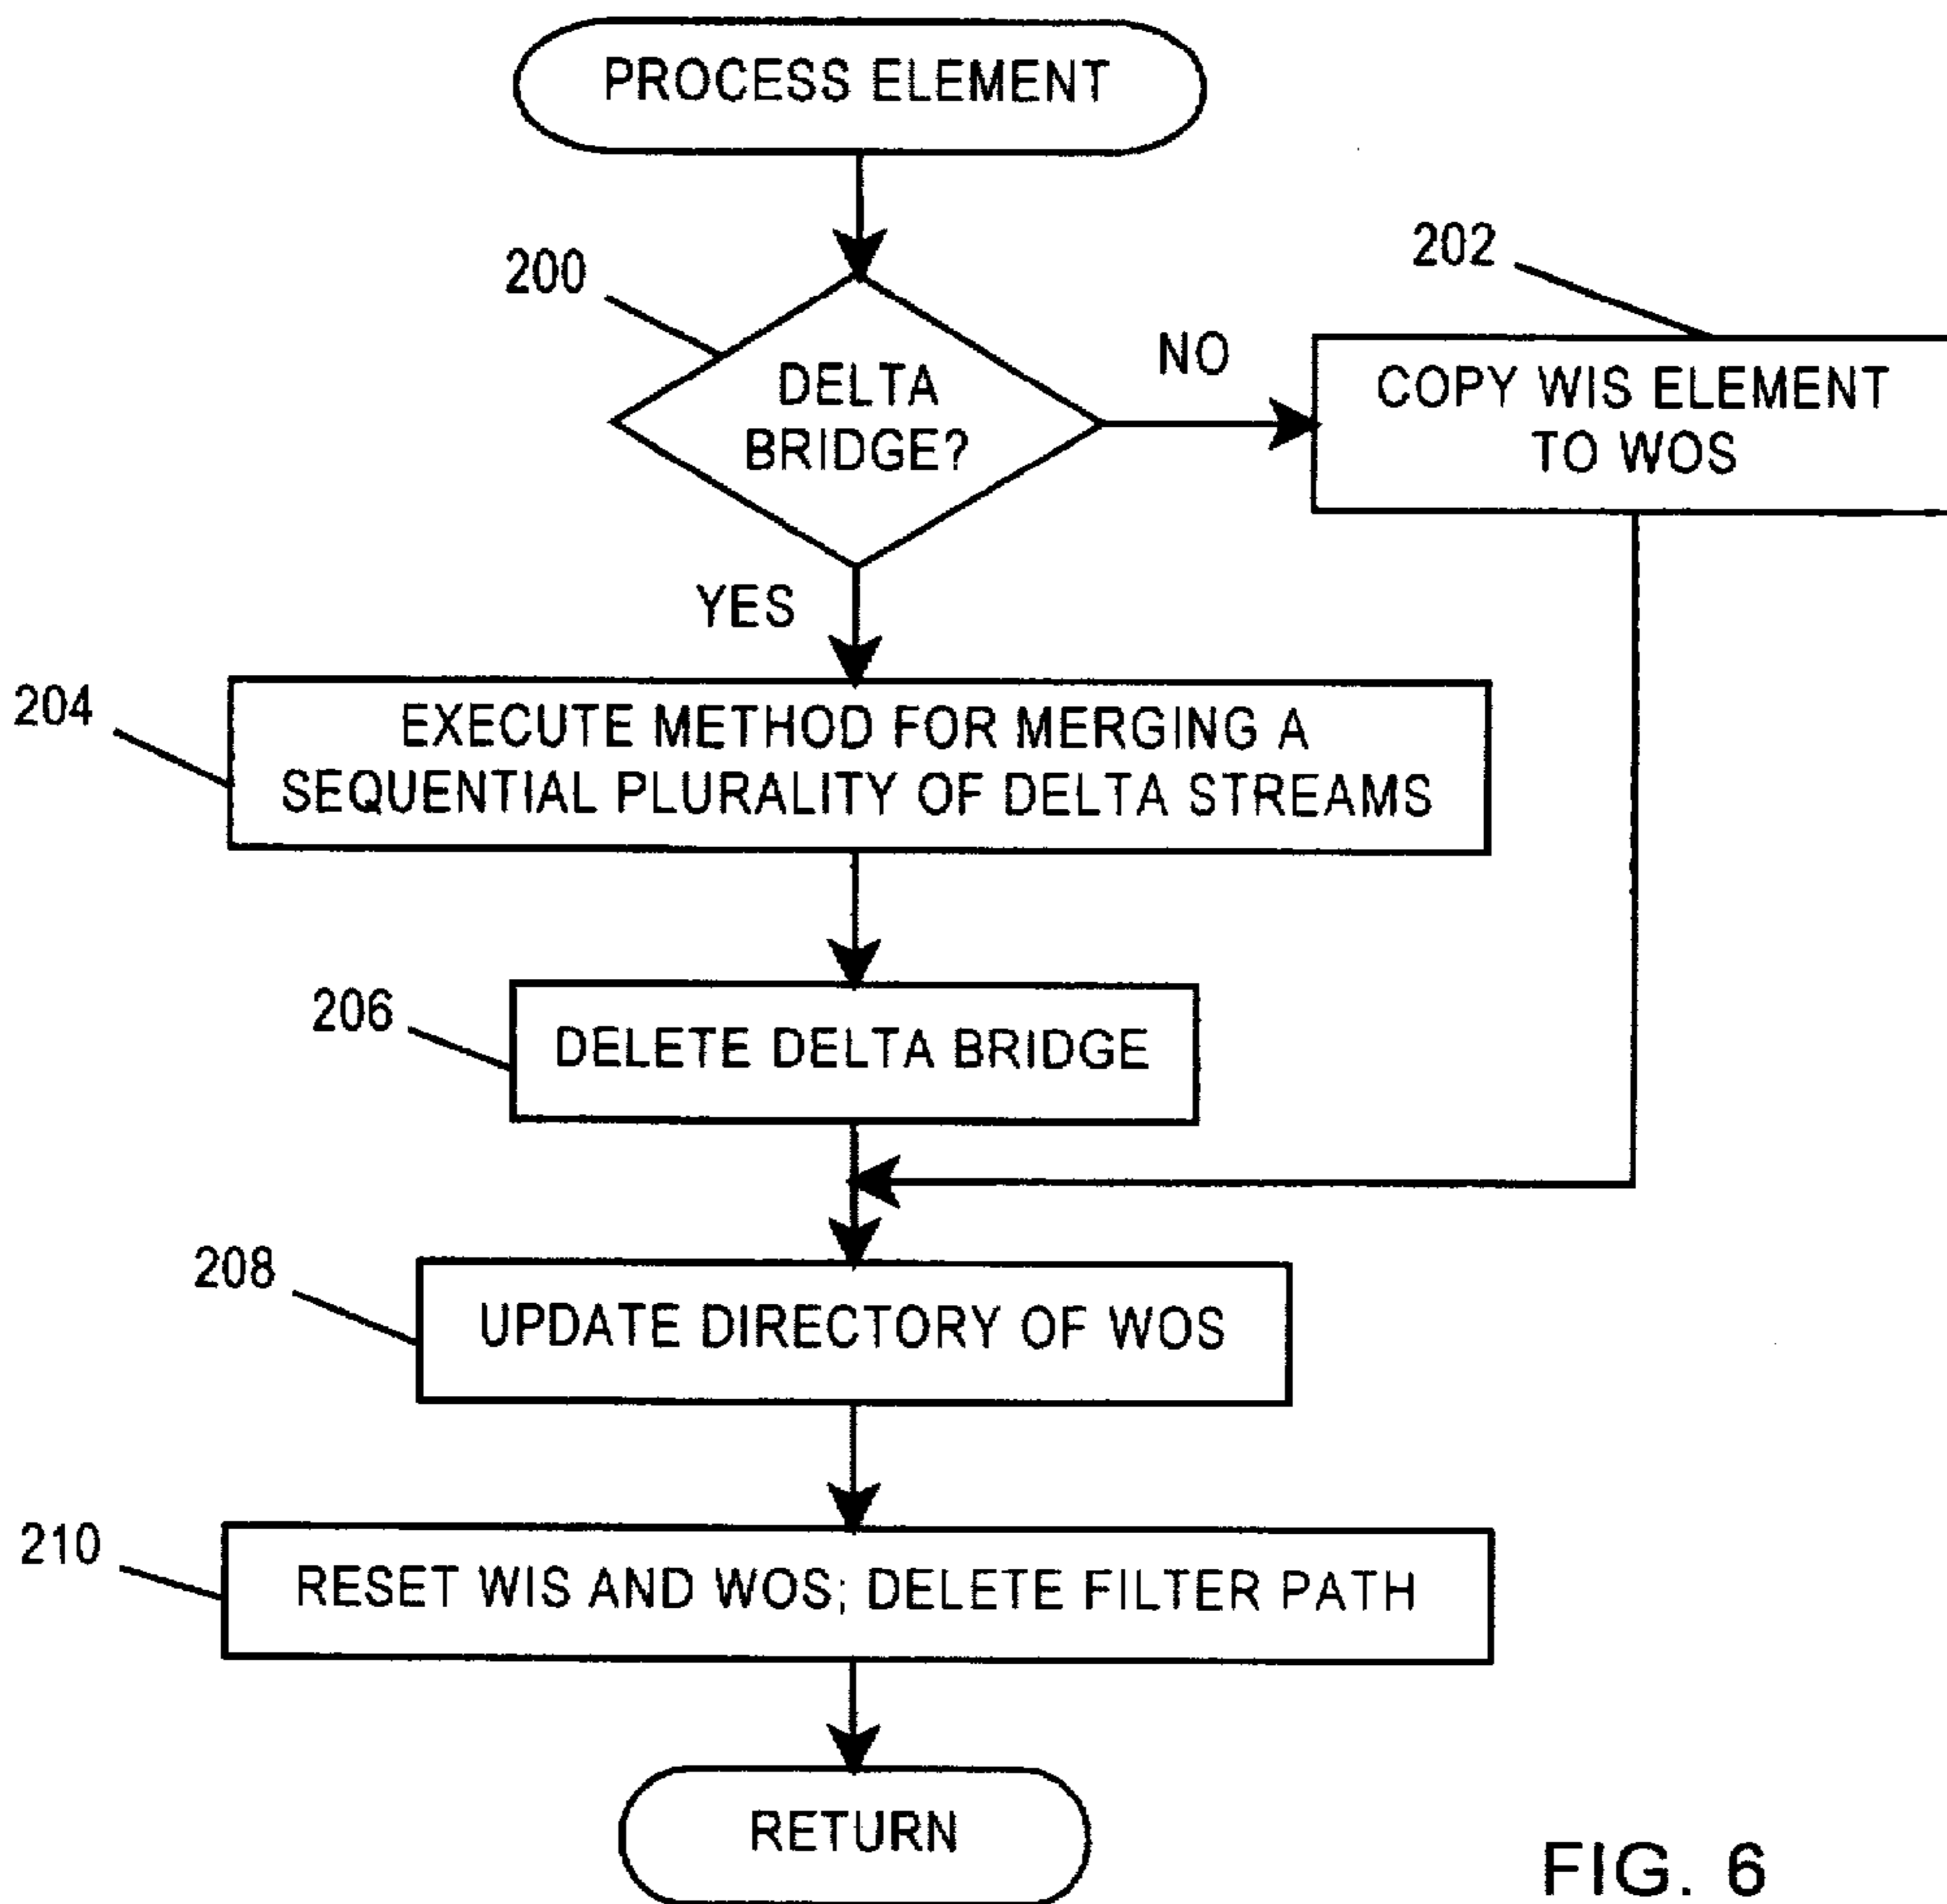 PROCESS ELEMENT
200
202
DELTA
BRIDGE?
NO
COPY WIS ELEMENT
TO WOS
YES
204
EXECUTE METHOD FOR MERGING A
SEQUENTIAL PLURALITY OF DELTA STREAMS
206
DELETE DELTA BRIDGE
208
UPDATE DIRECTORY OF WOS
210
RESET WIS AND WOS; DELETE FILTER PATH
RETURN
FIG. 6